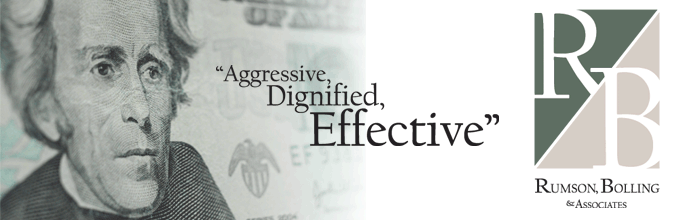 “Aggressive,
Dignified,
Effective”
RB
RUMSON, BOLLING
& ASSOCIATES